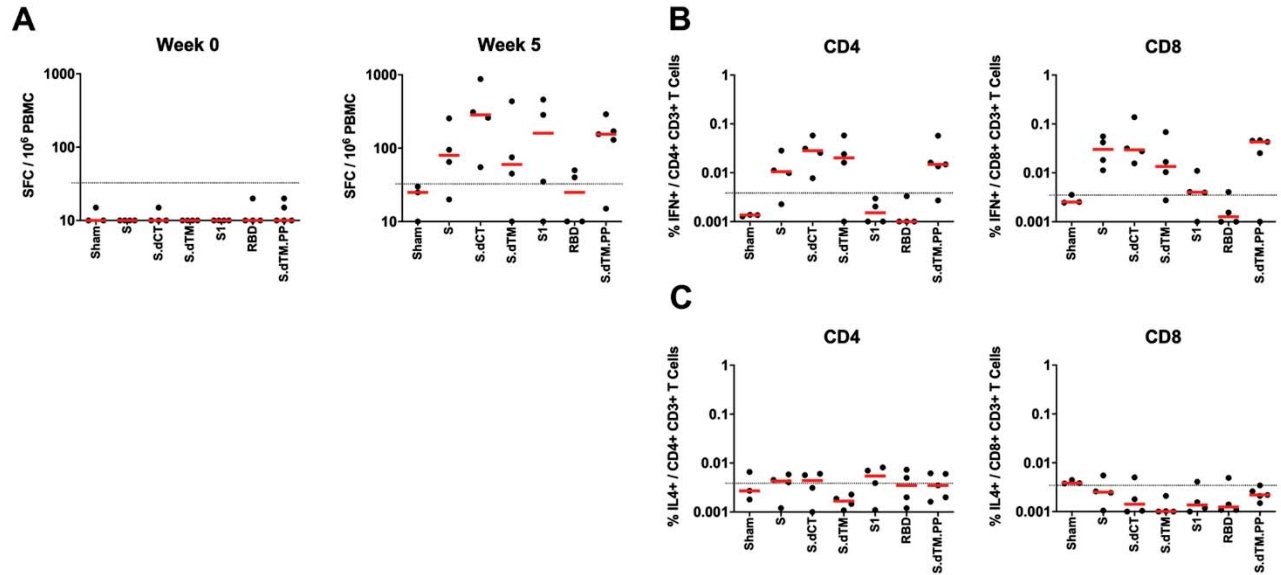 A
Week 0
SFC / 10⁶ PBMC
1000
100
10
Sham
S
S.dCT
S.dTM
S1
RBD
S.dTM.PP
Week 5
SFC / 10⁶ PBMC
1000
100
10
Sham
S
S.dCT
S.dTM
S1
RBD
S.dTM.PP
B
CD4
% IFN+ / CD4+ CD3+ T Cells
1
0.1
0.01
0.001
Sham
S
S.dCT
S.dTM
S1
RBD
S.dTM.PP
CD8
% IFN+ / CD8+ CD3+ T Cells
1
0.1
0.01
0.001
Sham
S
S.dCT
S.dTM
S1
RBD
S.dTM.PP
C
CD4
% IL4+ / CD4+ CD3+ T Cells
1
0.1
0.01
0.001
Sham
S
S.dCT
S.dTM
S1
RBD
S.dTM.PP
CD8
% IL4+ / CD8+ CD3+ T Cells
1
0.1
0.01
0.001
Sham
S
S.dCT
S.dTM
S1
RBD
S.dTM.PP